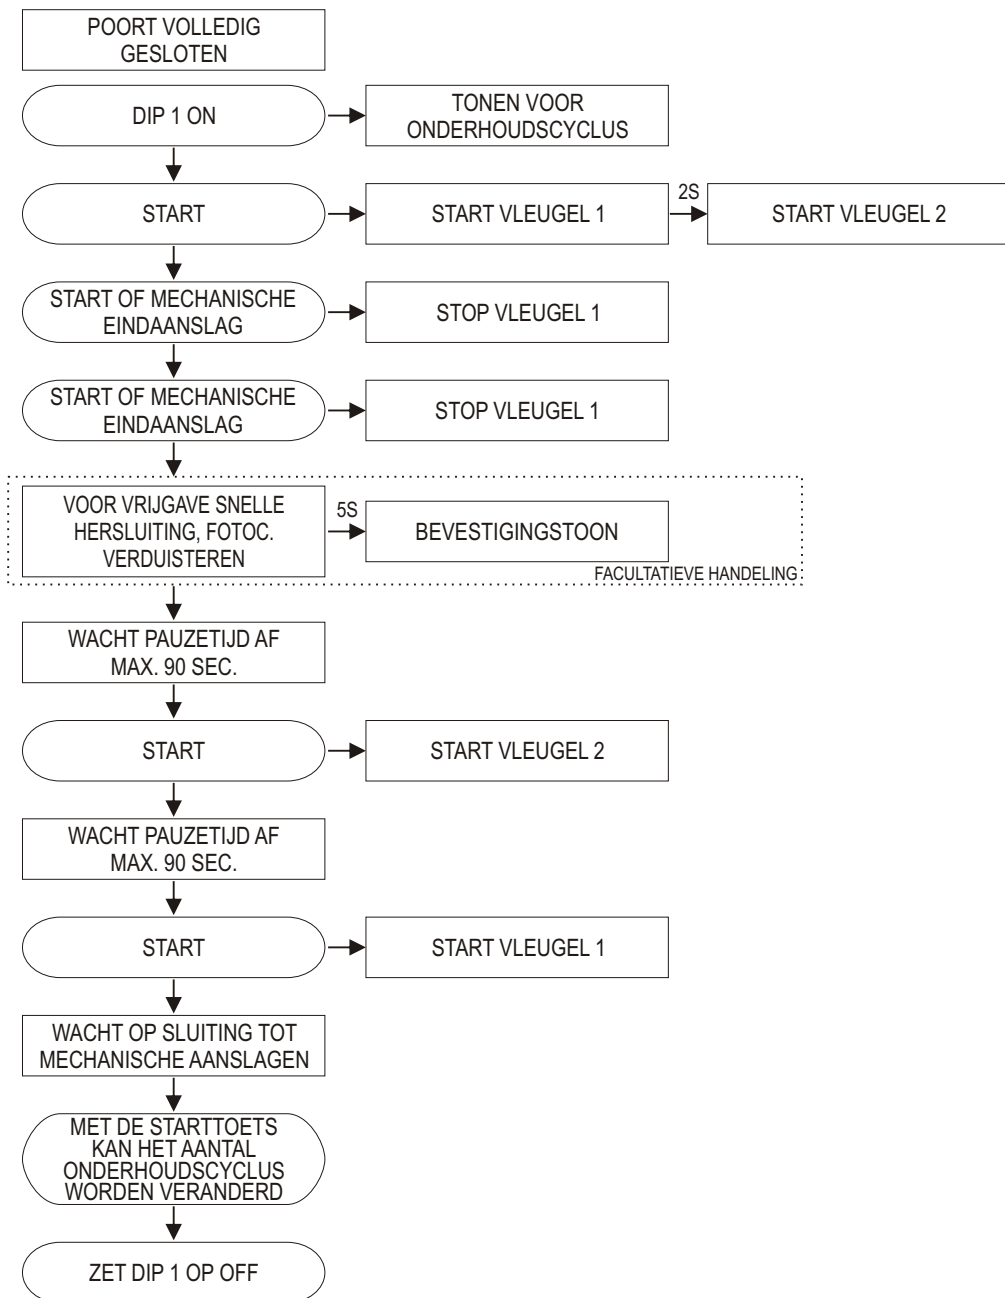 POORT VOLLEDIG
GESLOTEN
DIP 1 ON
TONEN VOOR
ONDERHOUDSCYCLUS
START
START VLEUGEL 1
2S
START VLEUGEL 2
START OF MECHANISCHE
EINDAANSLAG
STOP VLEUGEL 1
START OF MECHANISCHE
EINDAANSLAG
STOP VLEUGEL 1
VOOR VRIJGAVE SNELLE
HERSLUITING, FOTOC.
VERDUISTEREN
5S
BEVESTIGINGSTOON
FACULTATIEVE HANDELING
WACHT PAUZETIJD AF
MAX. 90 SEC.
START
START VLEUGEL 2
WACHT PAUZETIJD AF
MAX. 90 SEC.
START
START VLEUGEL 1
WACHT OP SLUITING TOT
MECHANISCHE AANSLAGEN
MET DE STARTTOETS
KAN HET AANTAL
ONDERHOUDSCYCLUS
WORDEN VERANDERD
ZET DIP 1 OP OFF